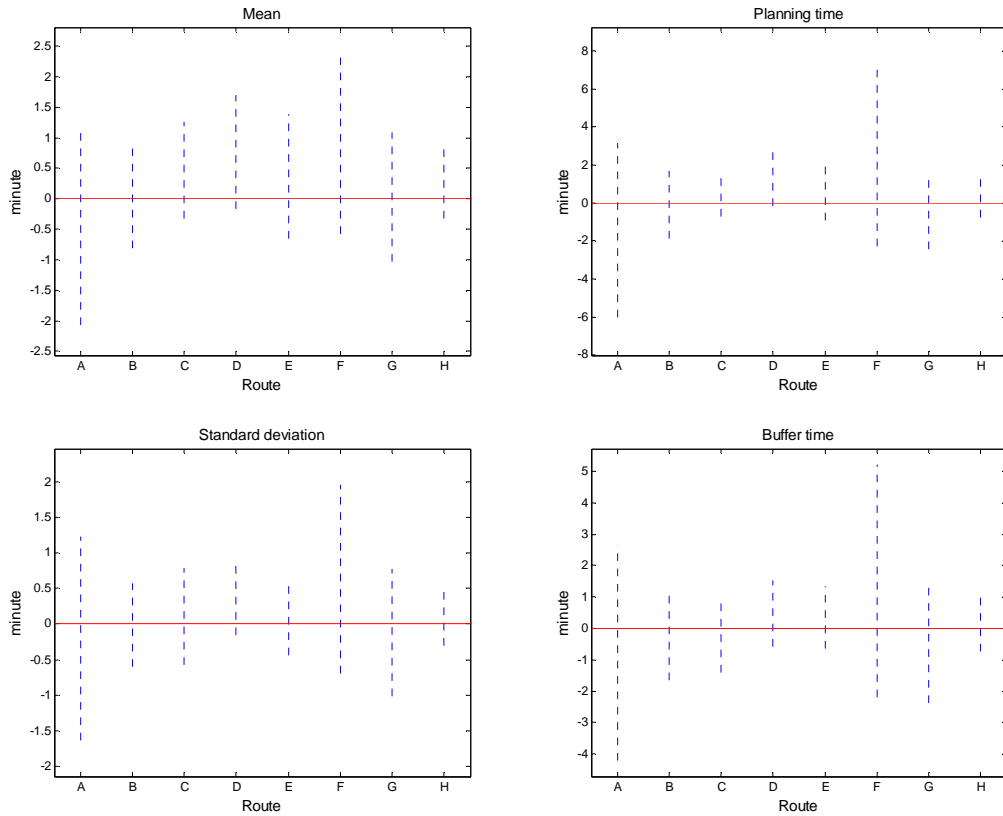 Mean
2.5
2
1.5
1
0.5
0
-0.5
-1
-1.5
-2
-2.5
minute
A B C D E F G H
Route
Planning time
8
6
4
2
0
-2
-4
-6
-8
minute
A B C D E F G H
Route
Standard deviation
2
1.5
1
0.5
0
-0.5
-1
-1.5
-2
minute
A B C D E F G H
Route
Buffer time
5
4
3
2
1
0
-1
-2
-3
-4
minute
A B C D E F G H
Route